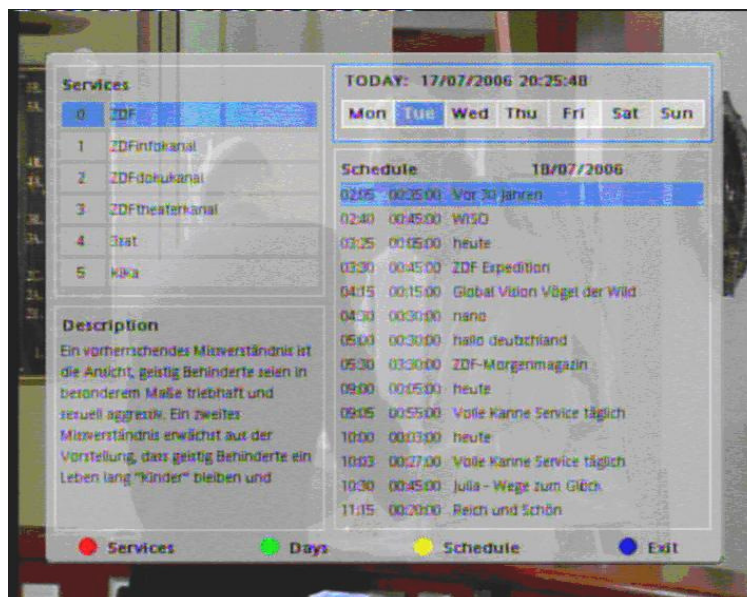 Services
0 ZDF
1 ZDFinfokanal
2 ZDFdokukanal
3 ZDFtheaterkanal
4 3sat
5 KiKa
Description
Ein vorherrschendes Missverständnis ist
die Ansicht, geistig Behinderte seien in
besonderem Maße triebhaft und
sexuell aggressiv. Ein zweites
Missverständnis erwächst aus der
Vorstellung, dass geistig Behinderte ein
Leben lang "Kinder" bleiben und
TODAY: 17/07/2006 20:25:48
Mon Tue Wed Thu Fri Sat Sun
Schedule 18/07/2006
02:05 00:35:00 Vor 30 Jahren
02:40 00:45:00 WISO
03:25 00:05:00 heute
03:30 00:45:00 ZDF Expedition
04:15 00:15:00 Global Vision Vögel der Wild
04:30 00:30:00 nano
05:00 00:30:00 hallo deutschland
05:30 03:30:00 ZDF-Morgenmagazin
09:00 00:05:00 heute
09:05 00:55:00 Volle Kanne Service täglich
10:00 00:03:00 heute
10:03 00:27:00 Volle Kanne Service täglich
10:30 00:45:00 Julia - Wege zum Glück
11:15 00:20:00 Reich und Schön
Services Days Schedule Exit